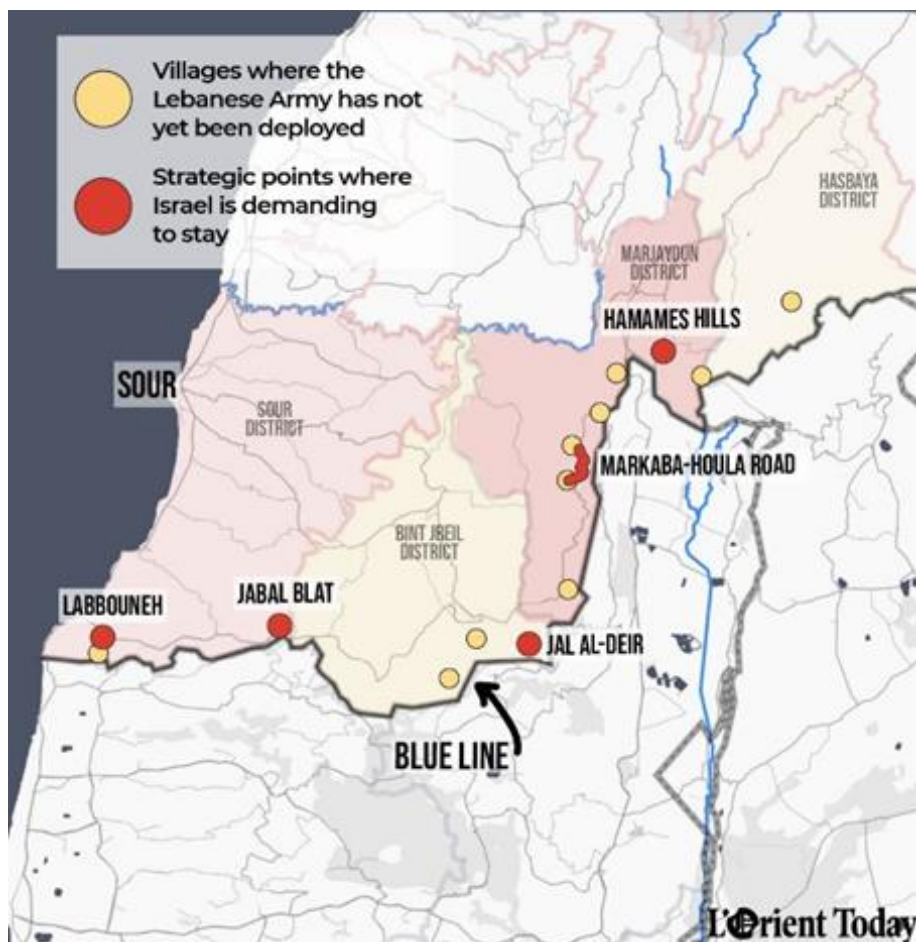 Villages where the
Lebanese Army has not
yet been deployed
Strategic points where
Israel is demanding
to stay
HASBAYA
DISTRICT
MARJAYOON
DISTRICT
HAMAMES HILLS
SOUR
SOUR
DISTRICT
MARKABA-HOULA ROAD
BINT JBEIL
DISTRICT
LABBOUNEH
JABAL BLAT
JAL AL-DEIR
BLUE LINE
L'Orient Today